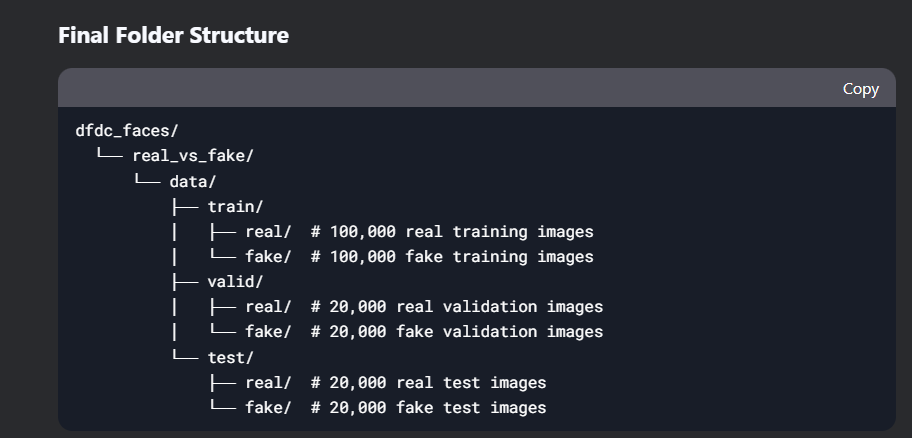 Final Folder Structure
Copy
dfdc_faces/
└── real_vs_fake/
└── data/
├── train/
│   ├── real/  # 100,000 real training images
│   └── fake/  # 100,000 fake training images
├── valid/
│   ├── real/  # 20,000 real validation images
│   └── fake/  # 20,000 fake validation images
└── test/
├── real/  # 20,000 real test images
└── fake/  # 20,000 fake test images